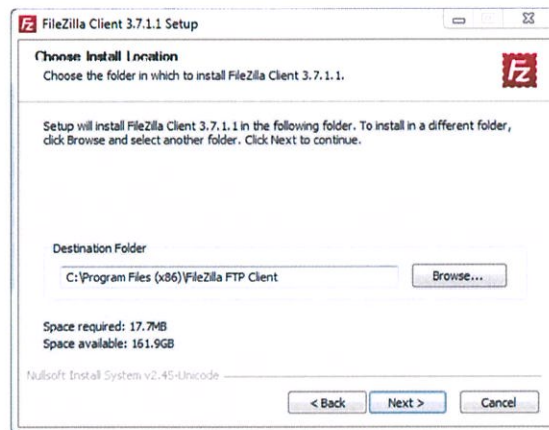 FileZilla Client 3.7.1.1 Setup
Choose Install Location
Choose the folder in which to install FileZilla Client 3.7.1.1.
Fz
Setup will install FileZilla Client 3.7.1.1 in the following folder. To install in a different folder,
click Browse and select another folder. Click Next to continue.
Destination Folder
C:\Program Files (x86)\FileZilla FTP Client
Browse...
Space required: 17.7MB
Space available: 161.9GB
Nullsoft Install System v2.45-Unicode
< Back
Next >
Cancel